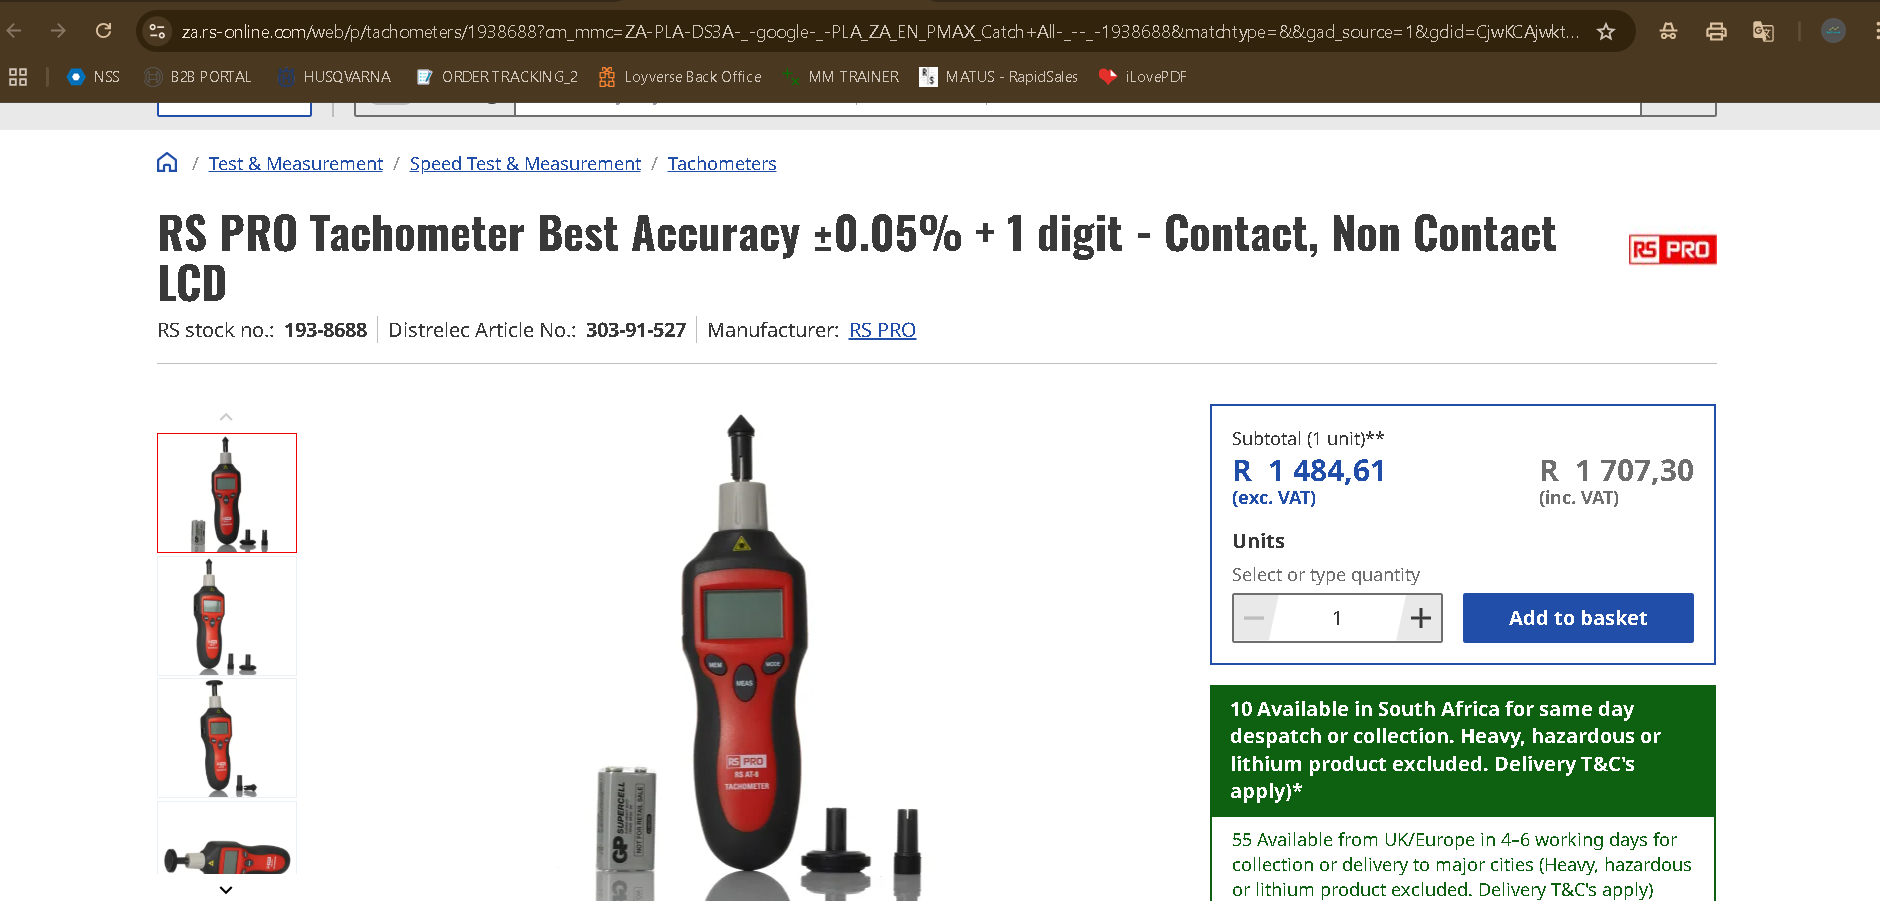 za.rs-online.com/web/p/tachometers/1938688?cm_mmc=ZA-PLA-DS3A-_-google-_-PLA_ZA_EN_PMAX_Catch+All-_--_-1938688&matchtype=&&gad_source=1&gclid=CjwKCAjwkt...
NSS
B2B PORTAL
HUSQVARNA
ORDER TRACKING_2
Loyverse Back Office
MM TRAINER
MATUS - RapidSales
iLovePDF
/ Test & Measurement / Speed Test & Measurement / Tachometers
RS PRO Tachometer Best Accuracy ±0.05% + 1 digit - Contact, Non Contact
LCD
RS PRO
RS stock no.: 193-8688 Distrelec Article No.: 303-91-527 Manufacturer: RS PRO
Subtotal (1 unit)**
R 1 484,61 R 1 707,30
(exc. VAT) (inc. VAT)
Units
Select or type quantity
1
Add to basket
10 Available in South Africa for same day
despatch or collection. Heavy, hazardous or
lithium product excluded. Delivery T&C's
apply)*
55 Available from UK/Europe in 4–6 working days for
collection or delivery to major cities (Heavy, hazardous
or lithium product excluded. Delivery T&C's apply)
MEM
MODE
MEAS
RS PRO
RS AT-8
TACHOMETER
GP SUPERCELL
NOT FOR RETAIL SALE